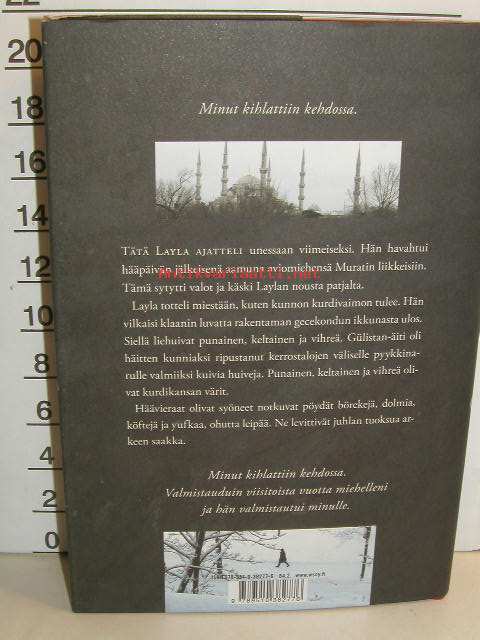 22
20
18
16
14
12
10
8
6
4
2
0
Minut kihlattiin kehdossa.
TÄTÄ LAYLA AJATTELI unessaan viimeiseksi. Hän havahtui
hääpäivän jälkeisenä aamuna aviomiehensä Muratin liikkeisiin.
Tämä sytytti valot ja käski Laylan nousta patjalta.
Layla totteli miestään, kuten kunnon kurdivaimon tulee. Hän
vilkaisi klaanin luvatta rakentaman gecekondun ikkunasta ulos.
Siellä liehuivat punainen, keltainen ja vihreä. Gülistan-äiti oli
häitten kunniaksi ripustanut kerrostalojen väliselle pyykkina-
rulle valmiiksi kuivia huiveja. Punainen, keltainen ja vihreä oli-
vat kurdikansan värit.
Häävieraat olivat syöneet notkuvat pöydät börekejä, dolmia,
köftejä ja yufkaa, ohutta leipää. Ne levittivät juhlan tuoksua ar-
keen saakka.
Minut kihlattiin kehdossa.
Valmistauduin viisitoista vuotta miehelleni
ja hän valmistautui minulle.
84.2 www.wsoy.fi